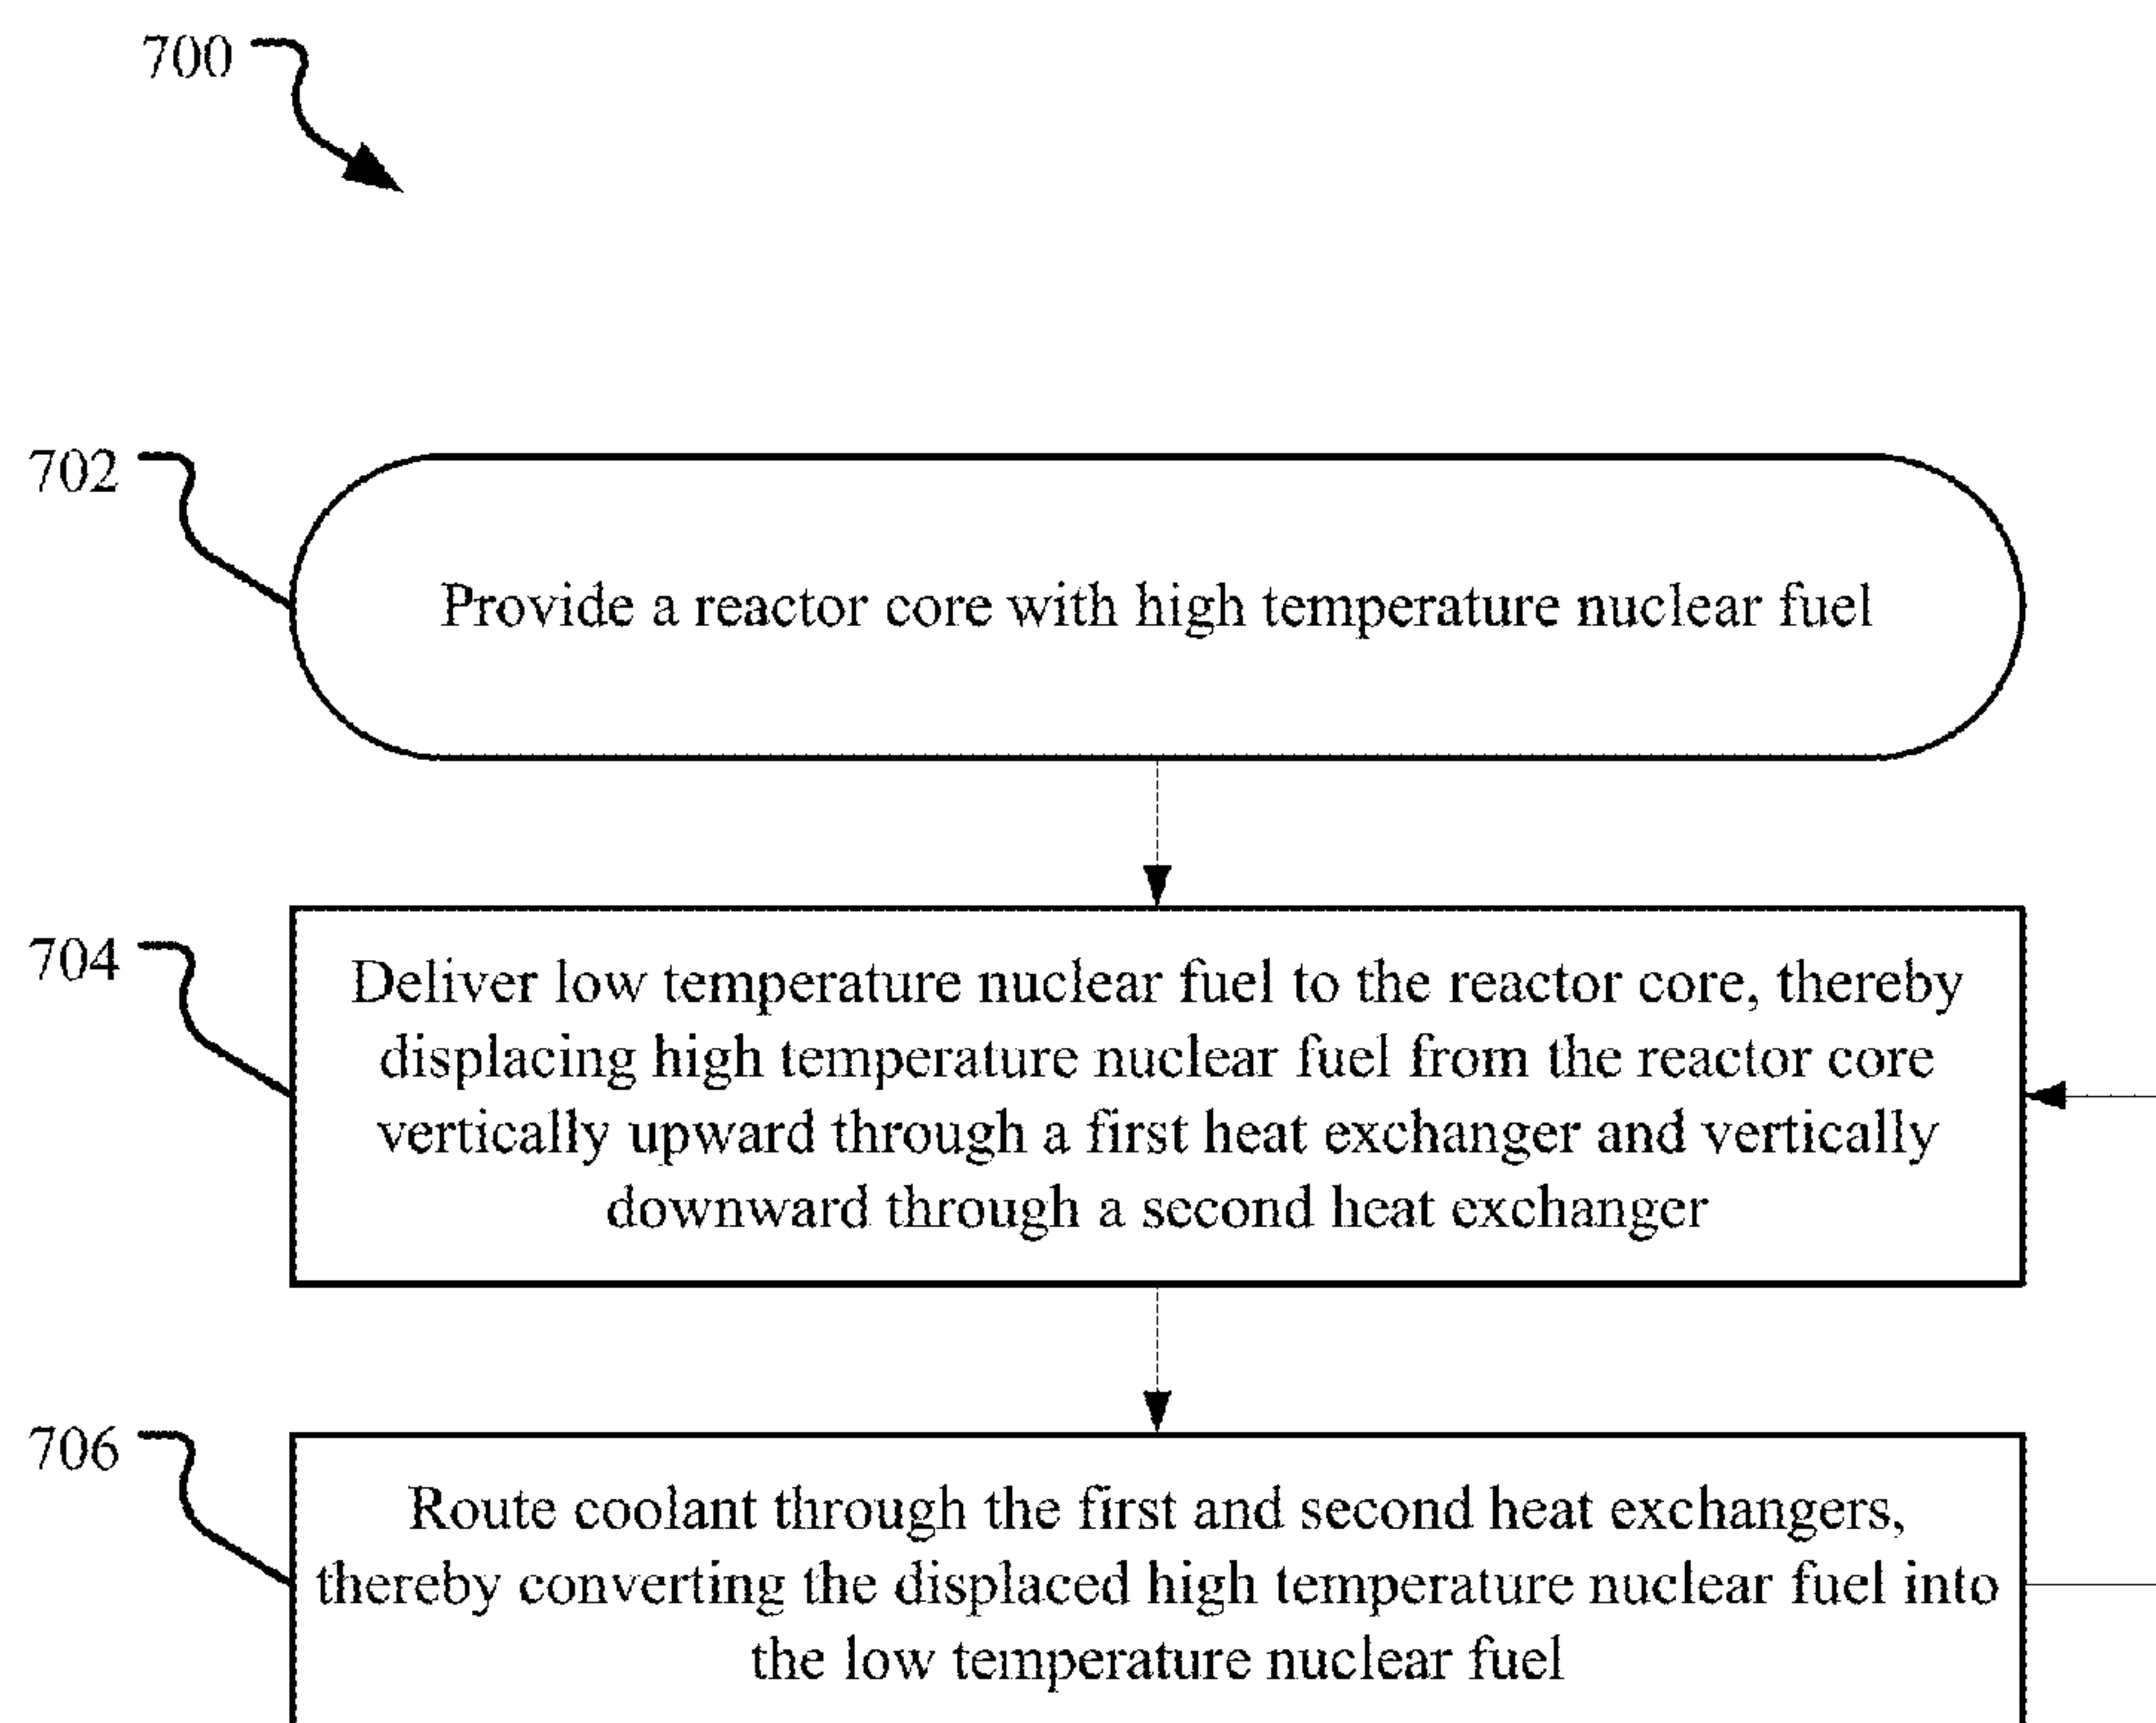 700
702
Provide a reactor core with high temperature nuclear fuel
704
Deliver low temperature nuclear fuel to the reactor core, thereby
displacing high temperature nuclear fuel from the reactor core
vertically upward through a first heat exchanger and vertically
downward through a second heat exchanger
706
Route coolant through the first and second heat exchangers,
thereby converting the displaced high temperature nuclear fuel into
the low temperature nuclear fuel